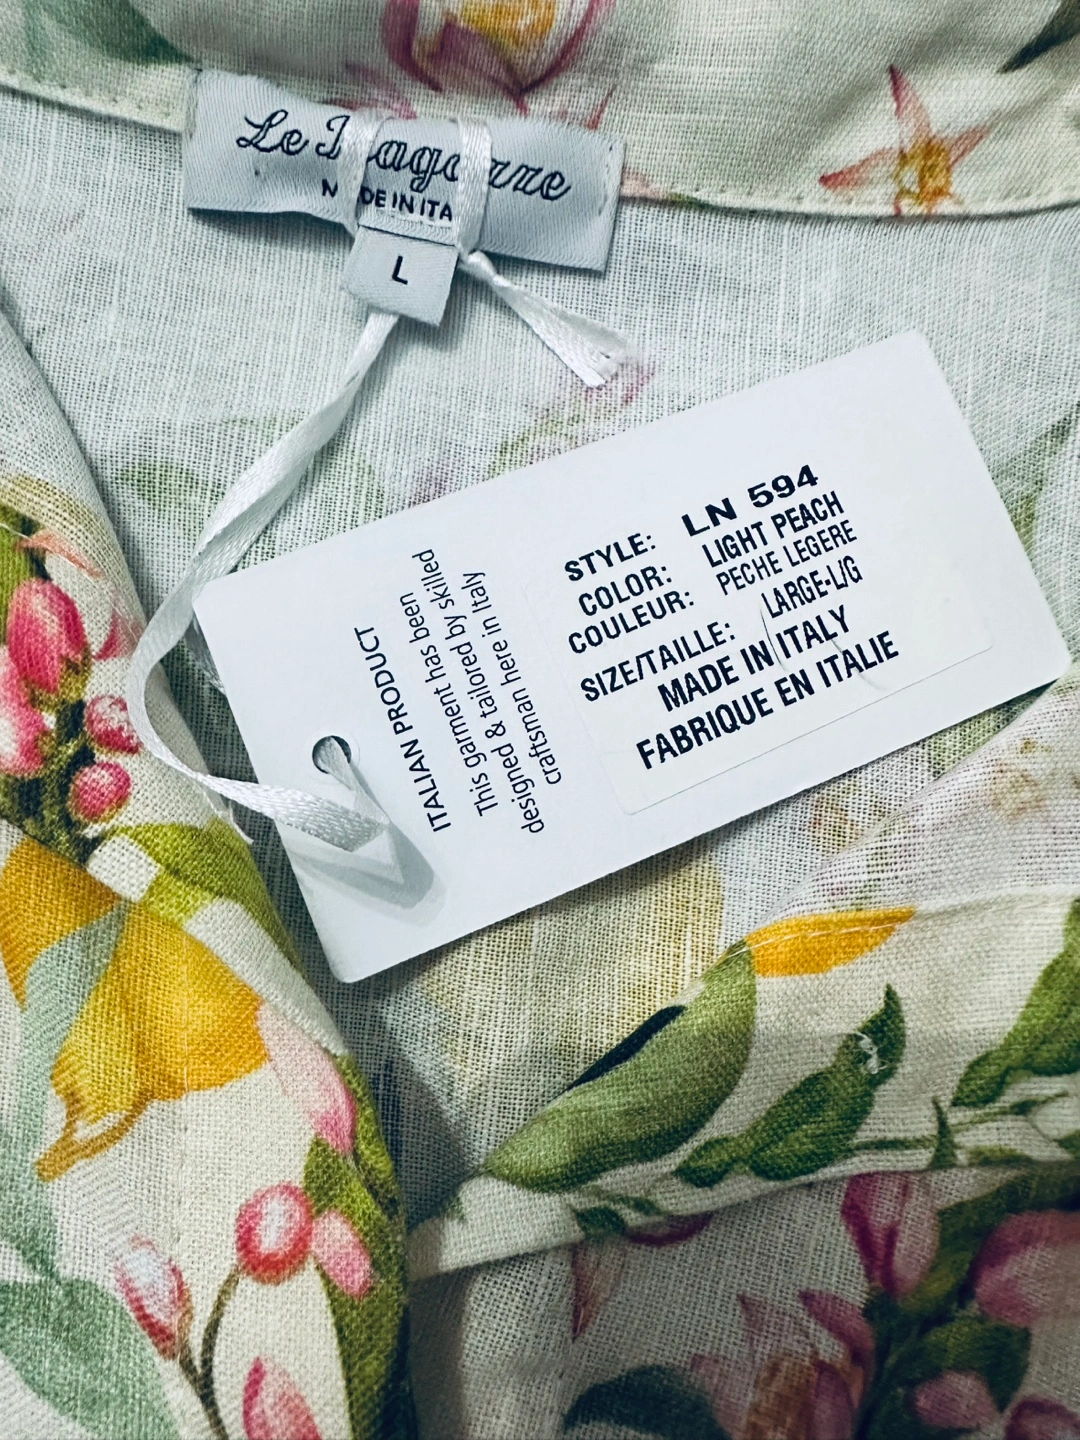 Le
MADE IN ITA
L
ITALIAN PRODUCT
This garment has been
designed & tailored by skilled
craftsman here in Italy
STYLE: LN 594
COLOR: LIGHT PEACH
COULEUR: PECHE LEGERE
SIZE/TAILLE: LARGE-L/G
MADE IN ITALY
FABRIQUE EN ITALIE